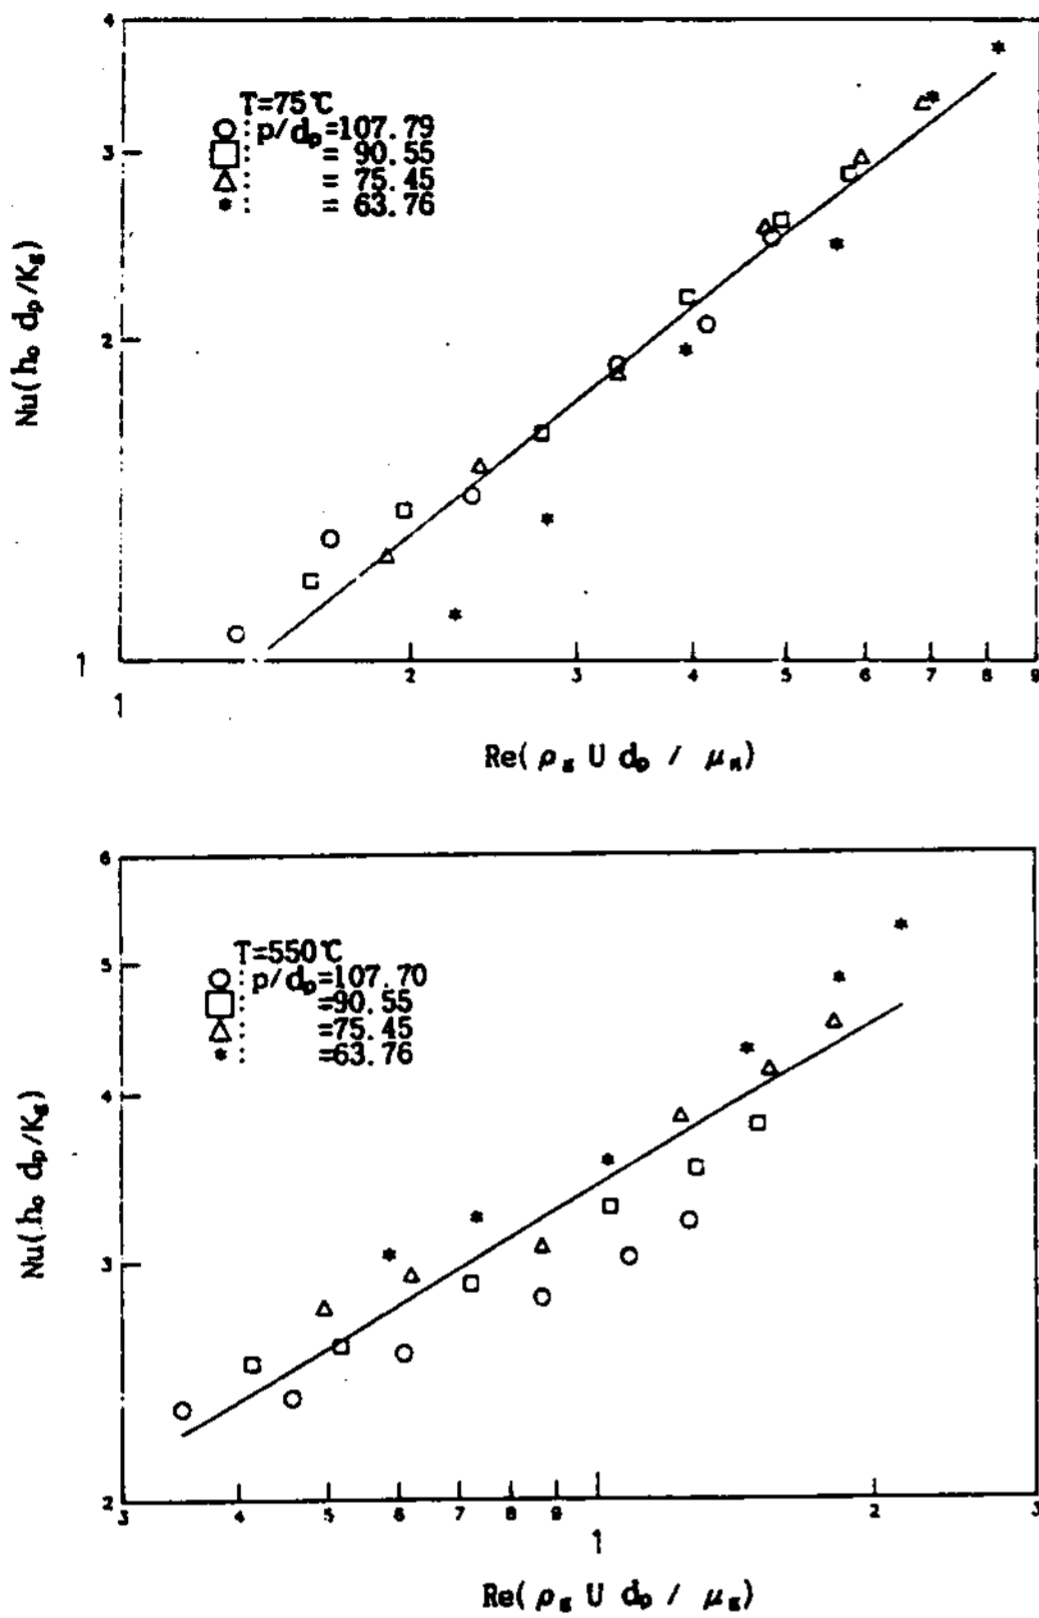 4
T=75℃
○ : p/dₚ=107.79
□ : = 90.55
△ : = 75.45
* : = 63.76
3
Nu(h₀ dₚ/Kg)
2
1
2 3 4 5 6 7 8 9
1
Re(ρg U dₚ / μg)
6
T=550℃
○ : p/dₚ=107.70
□ : =90.55
△ : =75.45
* : =63.76
5
4
Nu(h₀ dₚ/Kg)
3
2
3 4 5 6 7 8 9 2 3
1
Re(ρg U dₚ / μg)